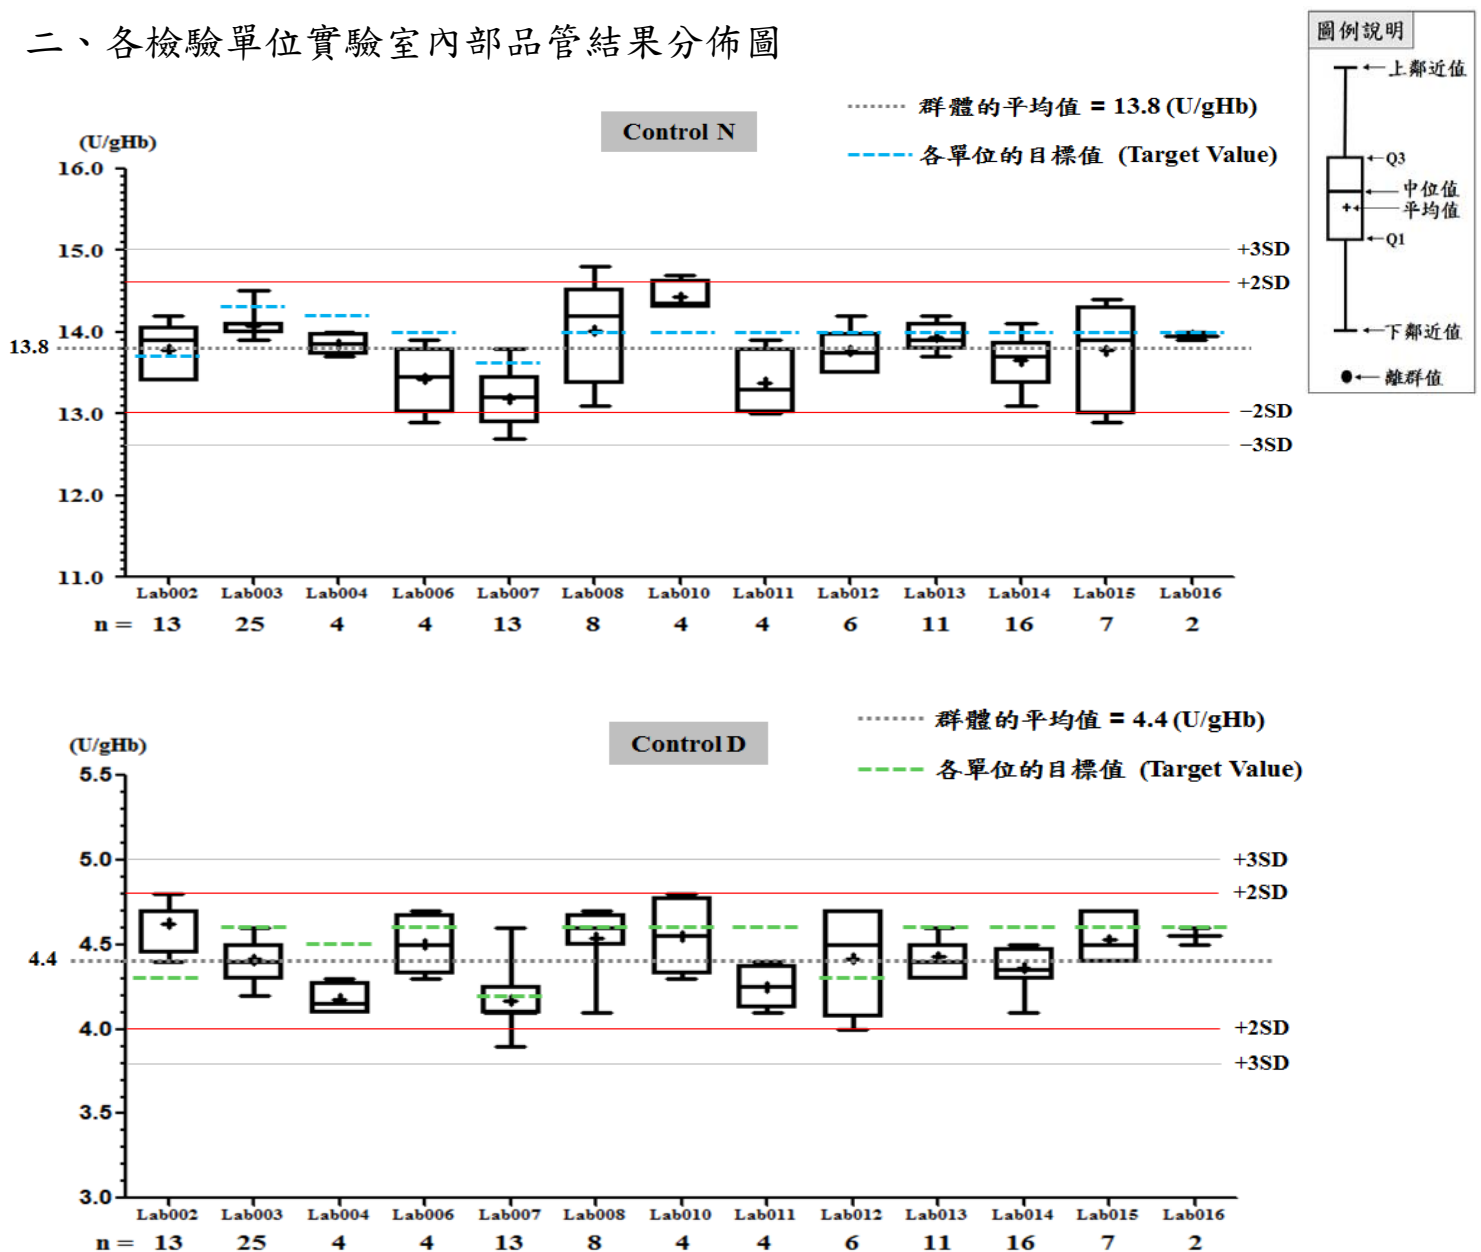 二、各檢驗單位實驗室內部品管結果分佈圖
圖例說明
上鄰近值
Q3
中位值
平均值
Q1
下鄰近值
離群值
群體的平均值 = 13.8 (U/gHb)
Control N
各單位的目標值 (Target Value)
(U/gHb)
16.0
15.0
+3SD
+2SD
14.0
13.8
13.0
−2SD
−3SD
12.0
11.0
Lab002 Lab003 Lab004 Lab006 Lab007 Lab008 Lab010 Lab011 Lab012 Lab013 Lab014 Lab015 Lab016
n = 13 25 4 4 13 8 4 4 6 11 16 7 2
群體的平均值 = 4.4 (U/gHb)
Control D
各單位的目標值 (Target Value)
(U/gHb)
5.5
5.0
+3SD
+2SD
4.5
4.4
4.0
+2SD
+3SD
3.5
3.0
Lab002 Lab003 Lab004 Lab006 Lab007 Lab008 Lab010 Lab011 Lab012 Lab013 Lab014 Lab015 Lab016
n = 13 25 4 4 13 8 4 4 6 11 16 7 2